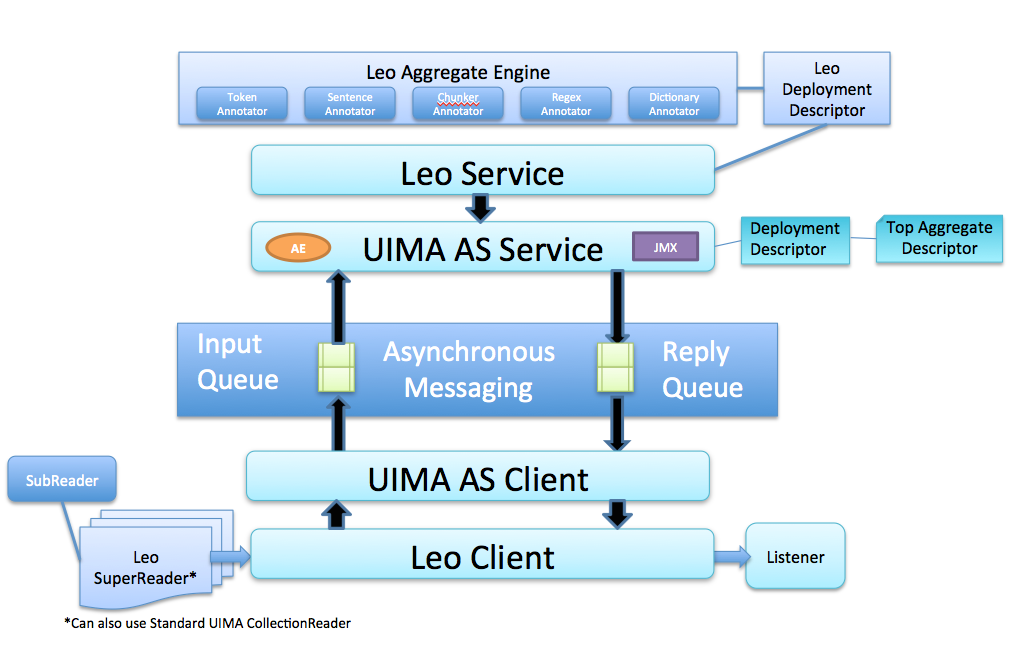 Leo Aggregate Engine
Token
Annotator
Sentence
Annotator
Chunker
Annotator
Regex
Annotator
Dictionary
Annotator
Leo
Deployment
Descriptor
Leo Service
AE
UIMA AS Service
JMX
Deployment
Descriptor
Top Aggregate
Descriptor
Input
Queue
Asynchronous
Messaging
Reply
Queue
UIMA AS Client
SubReader
Leo
SuperReader*
Leo Client
Listener
*Can also use Standard UIMA CollectionReader